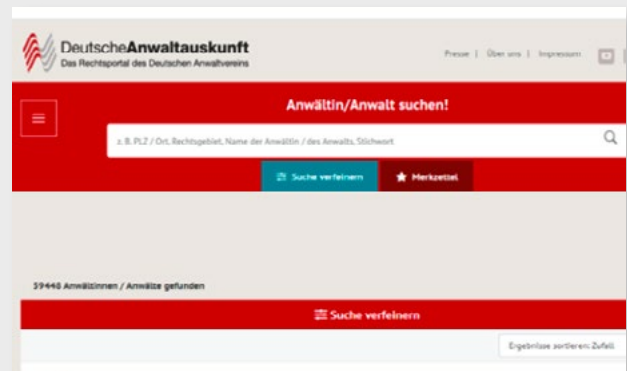 DeutscheAnwaltauskunft
Das Rechtsportal des Deutschen Anwaltvereins
Presse | Über uns | Impressum
Anwältin/Anwalt suchen!
z. B. PLZ / Ort, Rechtsgebiet, Name der Anwältin / des Anwalts, Stichwort
Suche verfeinern
Merkzettel
59448 Anwältinnen / Anwälte gefunden
Suche verfeinern
Ergebnisse sortieren: Zufall